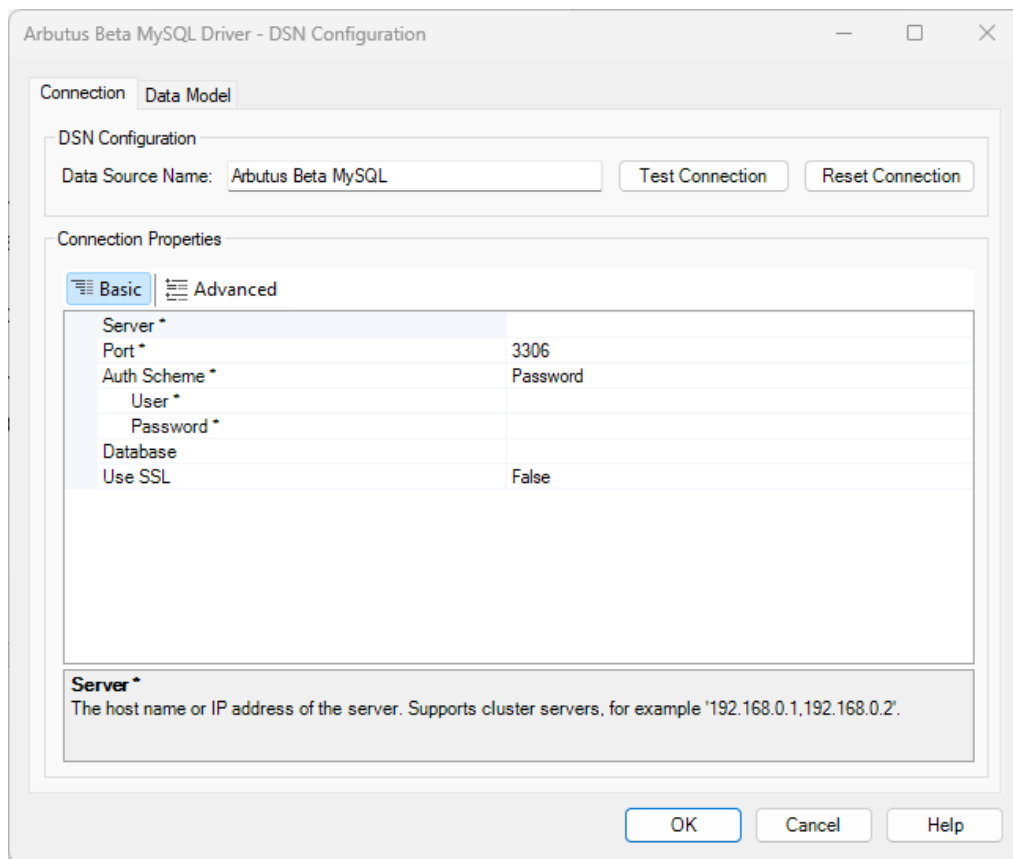 Arbutus Beta MySQL Driver - DSN Configuration
Connection Data Model
DSN Configuration
Data Source Name: Arbutus Beta MySQL Test Connection Reset Connection
Connection Properties
Basic Advanced
Server *
Port * 3306
Auth Scheme * Password
User *
Password *
Database
Use SSL False
Server *
The host name or IP address of the server. Supports cluster servers, for example '192.168.0.1,192.168.0.2'.
OK Cancel Help